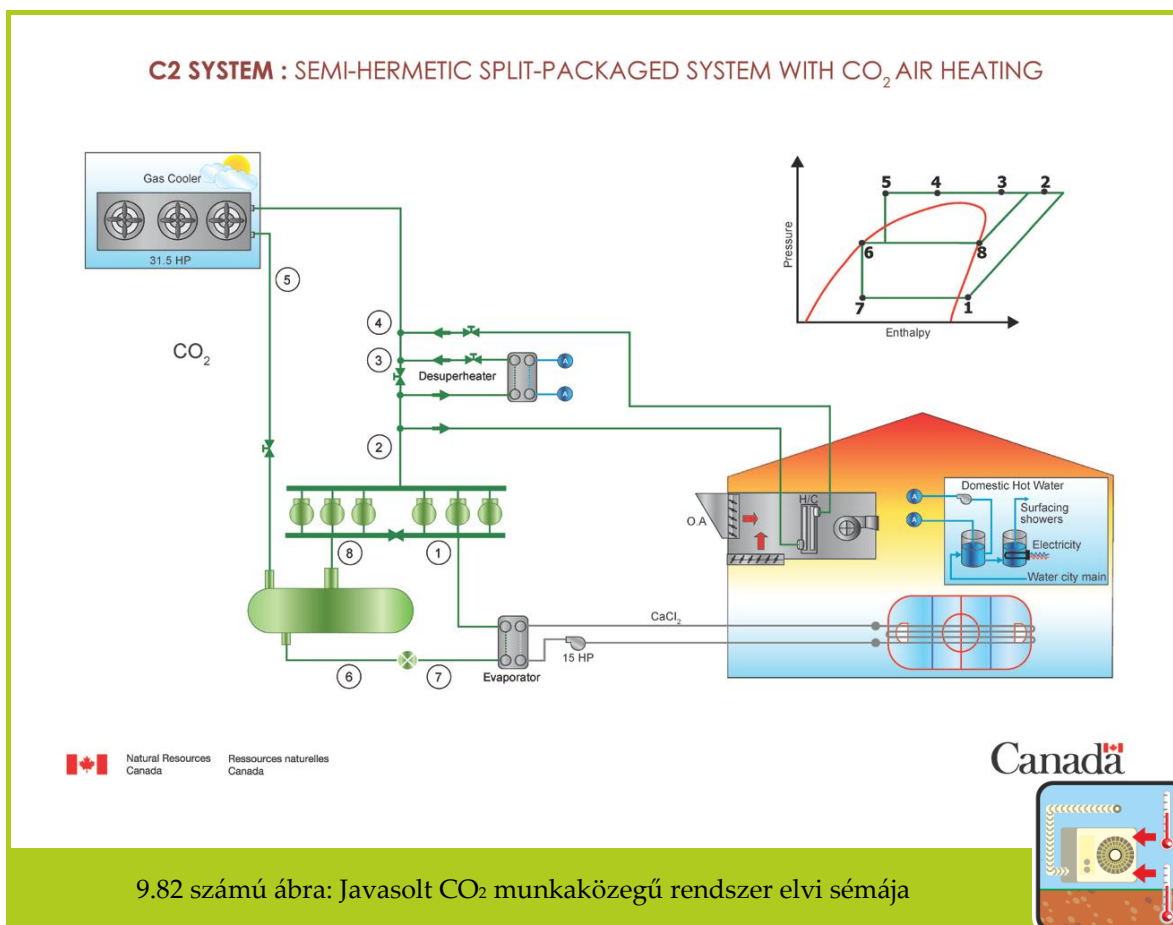 C2 SYSTEM : SEMI-HERMETIC SPLIT-PACKAGED SYSTEM WITH CO₂ AIR HEATING
Gas Cooler
31.5 HP
5
CO₂
4
3
Desuperheater
A
A
2
8
1
6
7
Evaporator
15 HP
CaCl₂
Pressure
Enthalpy
5
4
3
2
6
8
7
1
O.A
H/C
A
A
Domestic Hot Water
Surfacing
showers
Electricity
Water city main
Natural Resources
Canada
Ressources naturelles
Canada
Canada
9.82 számú ábra: Javasolt CO₂ munkaközegű rendszer elvi sémája